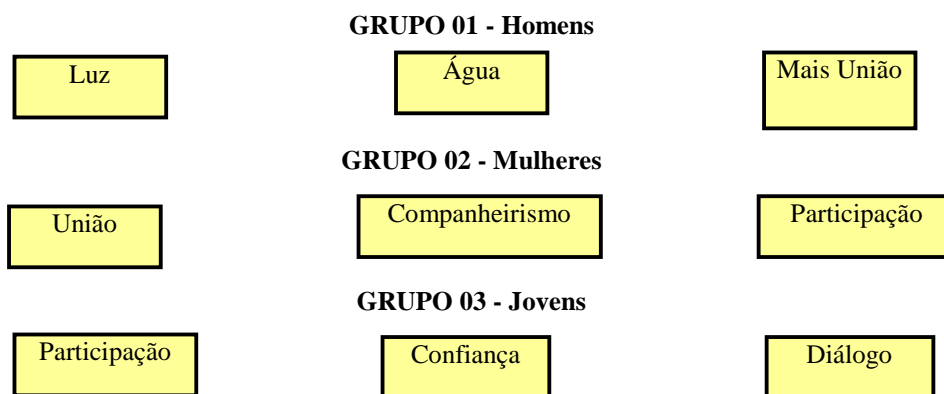 GRUPO 01 - Homens
Luz
Água
Mais União
GRUPO 02 - Mulheres
União
Companheirismo
Participação
GRUPO 03 - Jovens
Participação
Confiança
Diálogo